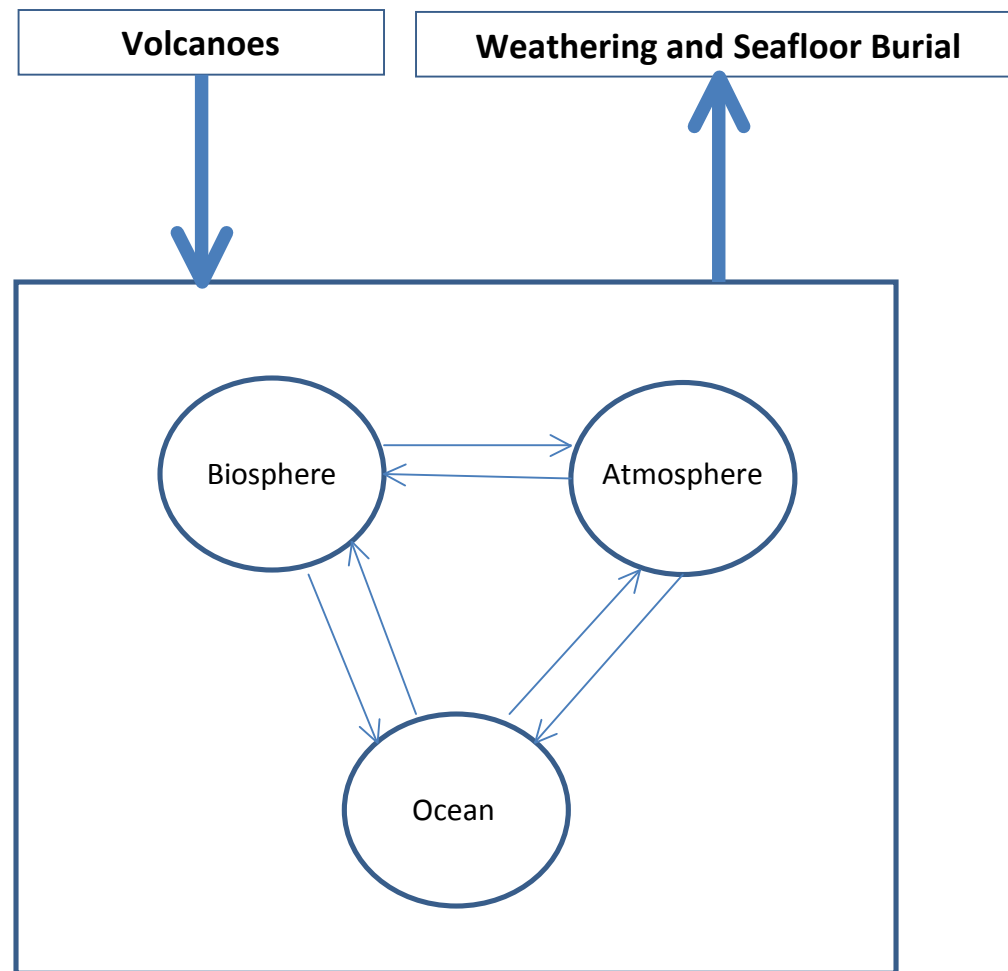 Volcanoes
Weathering and Seafloor Burial
Biosphere
Atmosphere
Ocean